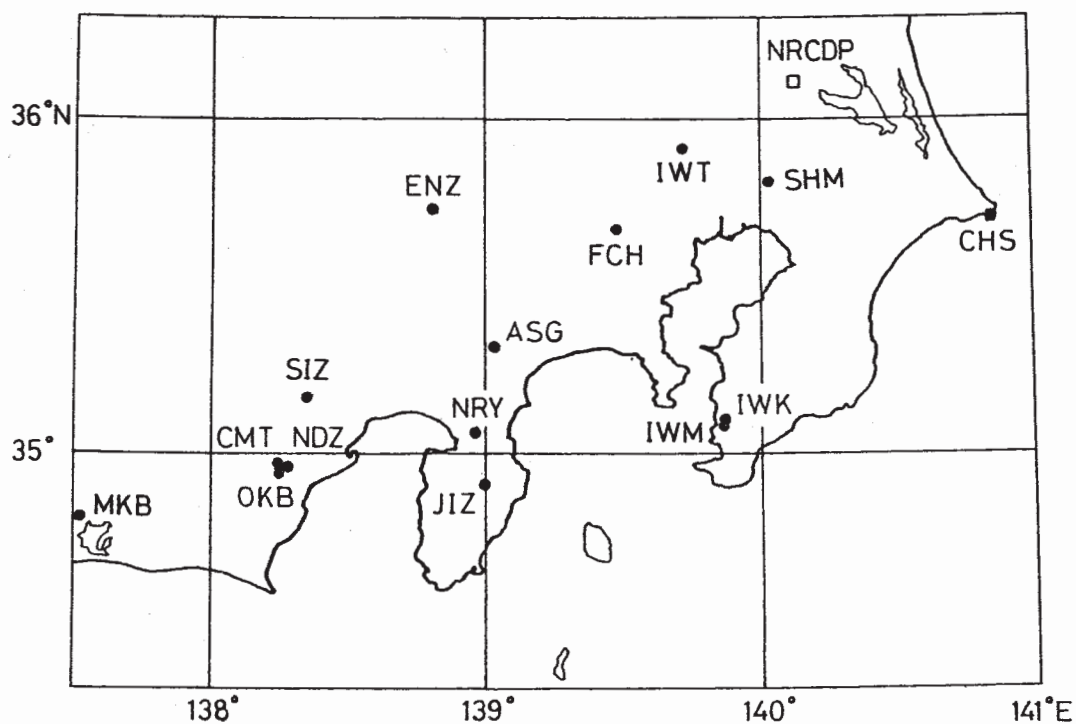 NRCDP
36°N
IWT
SHM
ENZ
CHS
FCH
ASG
SIZ
NRY
IWK
CMT NDZ
IWM
OKB
JIZ
MKB
138°
139°
140°
141°E